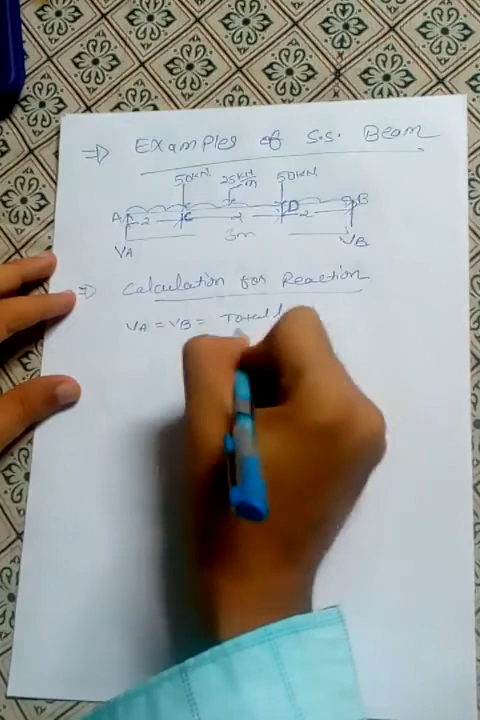 ⇒ Examples of S.S. Beam
50KN. 25KN/m 50KN.
A 2 C 2 D 2 B
VA 6m VB
⇒ Calculation for Reaction
VA = VB = Total